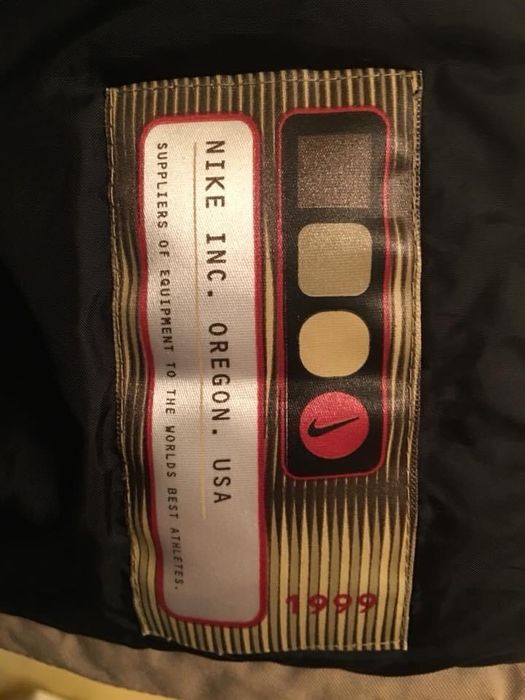 NIKE INC. OREGON. USA
SUPPLIERS OF EQUIPMENT TO THE WORLDS BEST ATHLETES.
1999